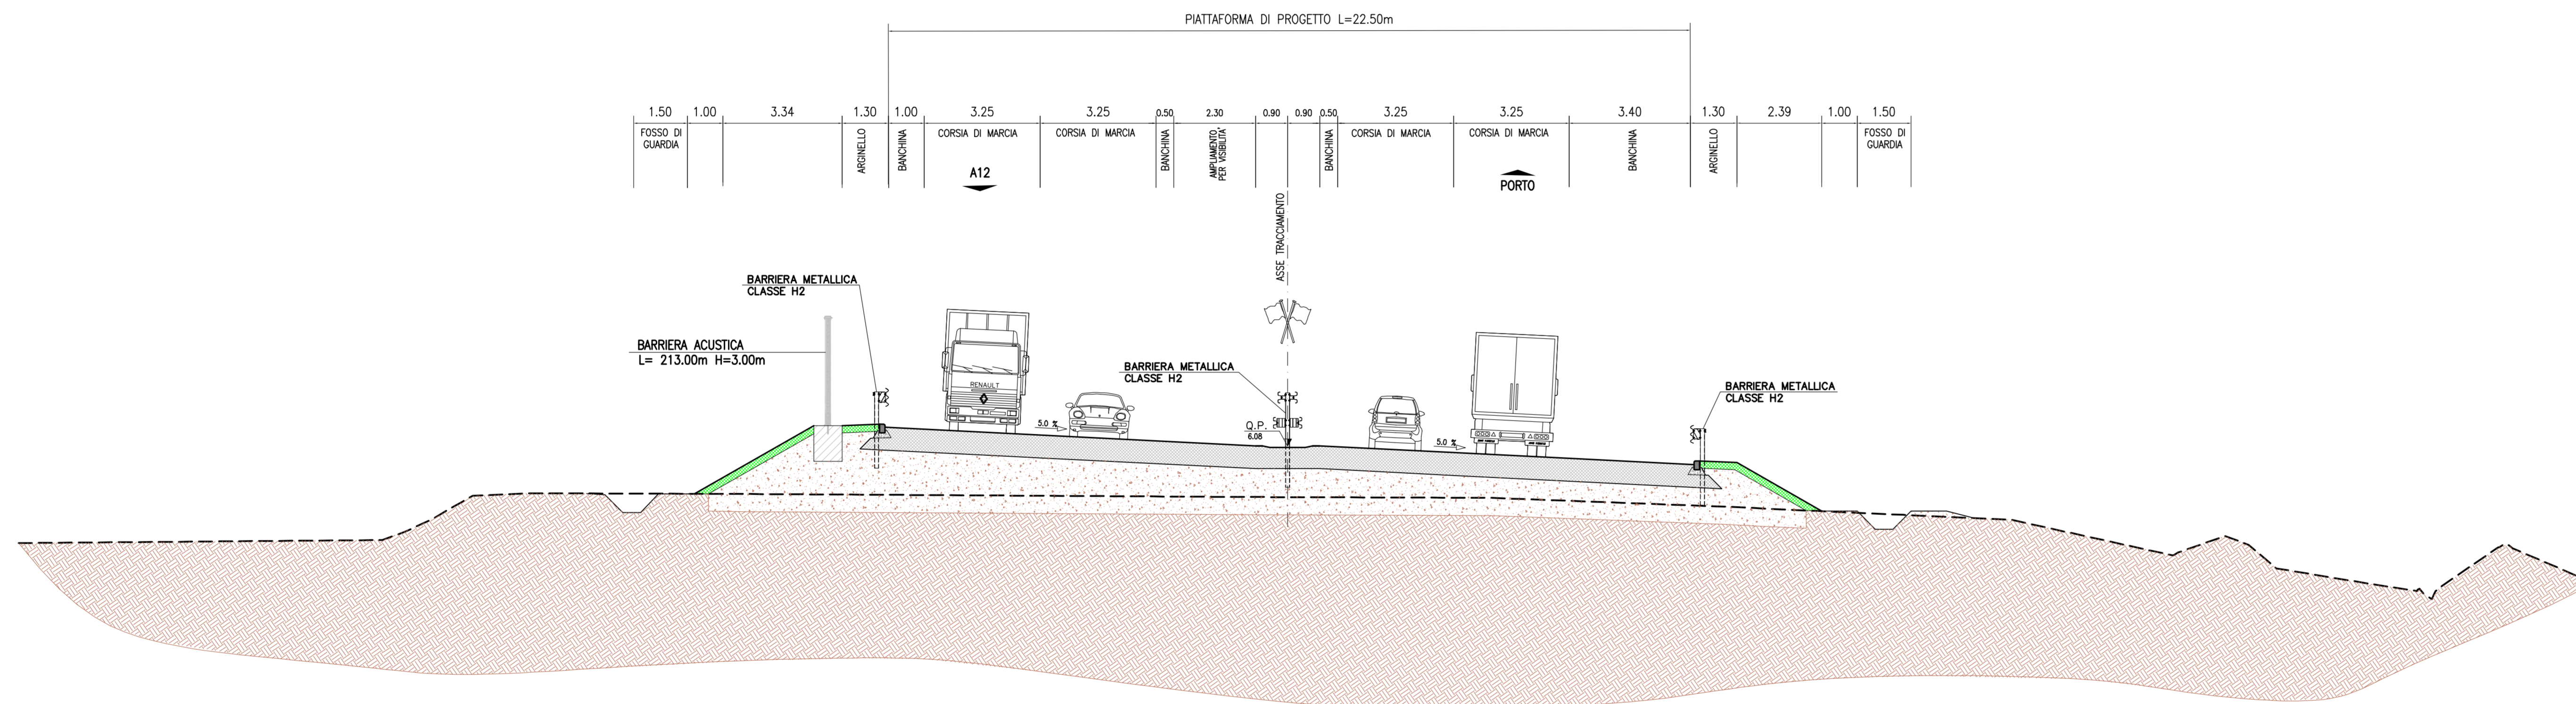 PIATTAFORMA DI PROGETTO L=22.50m
1.50 1.00 3.34 1.30 1.00 3.25 3.25 0.50 2.30 0.90 0.90 0.50 3.25 3.25 3.40 1.30 2.39 1.00 1.50
FOSSO DI
GUARDIA
ARGINELLO
BANCHINA
CORSIA DI MARCIA
CORSIA DI MARCIA
BANCHINA
AMPLIAMENTO
PER VISIBILITA'
BANCHINA
CORSIA DI MARCIA
CORSIA DI MARCIA
BANCHINA
ARGINELLO
FOSSO DI
GUARDIA
A12
PORTO
ASSE TRACCIAMENTO
BARRIERA METALLICA
CLASSE H2
BARRIERA ACUSTICA
L= 213.00m H=3.00m
RENAULT
5.0 %
BARRIERA METALLICA
CLASSE H2
Q.P.
6.08
5.0 %
BARRIERA METALLICA
CLASSE H2